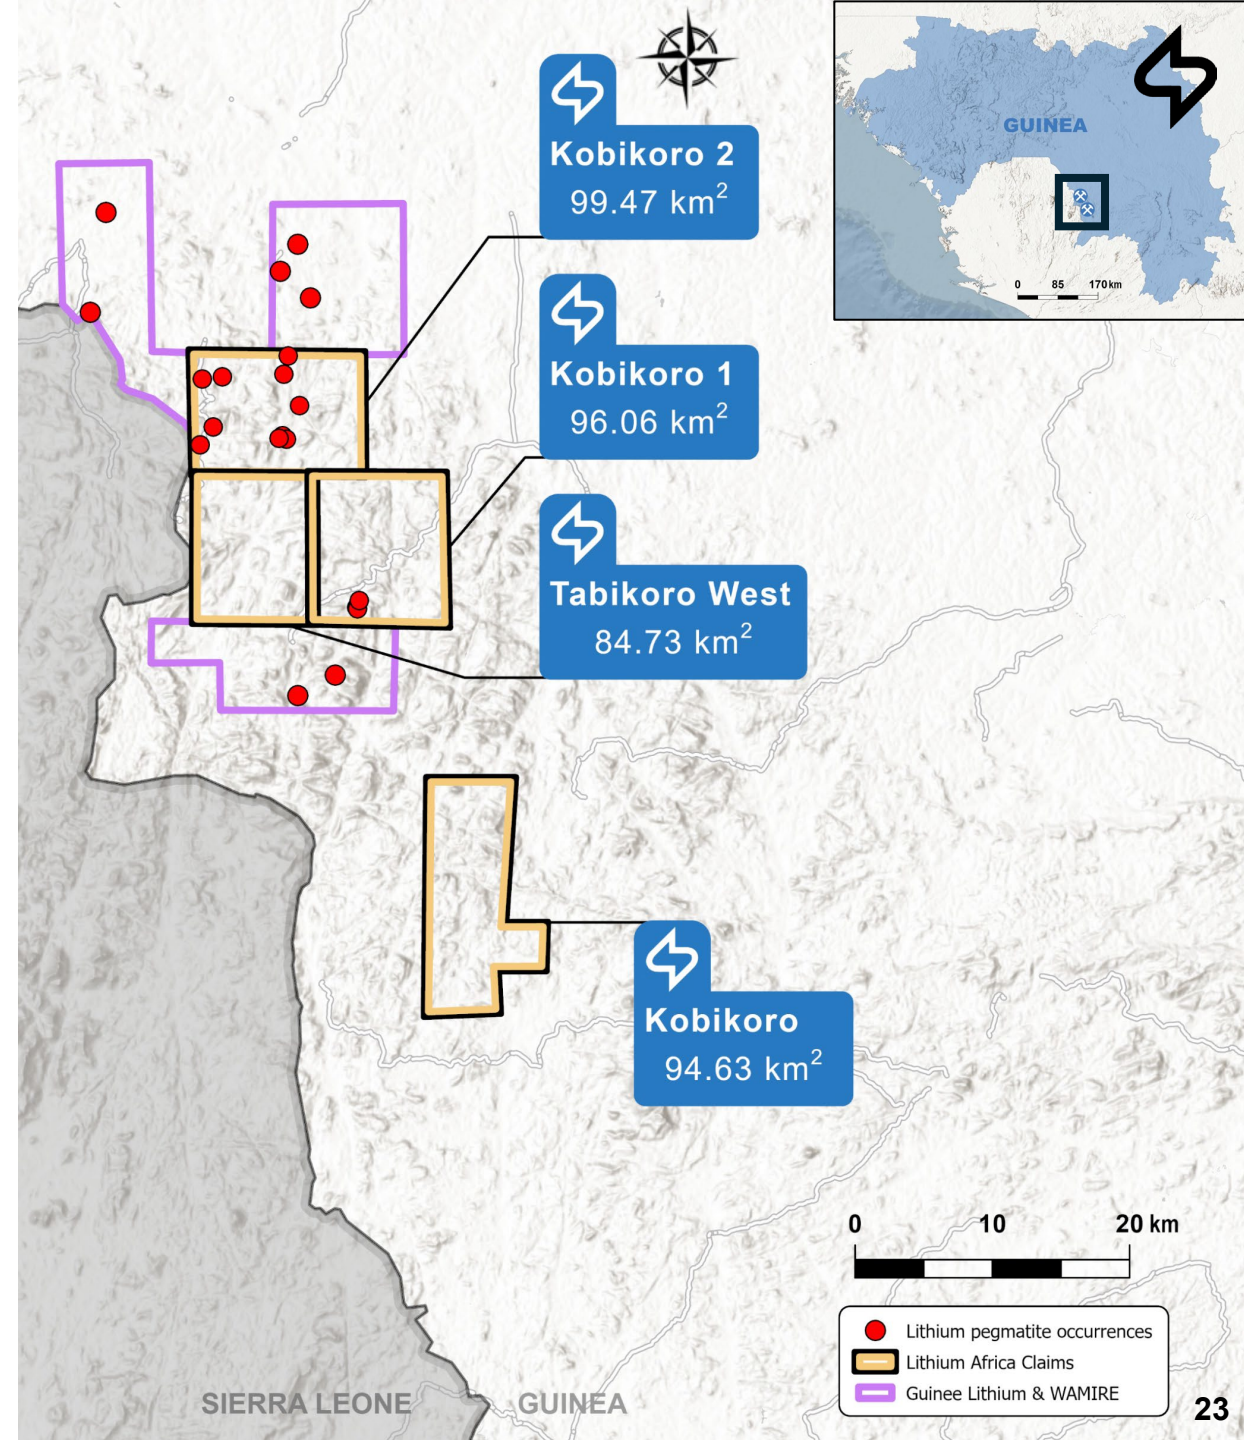 GUINEA
0 85 170 km
Kobikoro 2
99.47 km²
Kobikoro 1
96.06 km²
Tabikoro West
84.73 km²
Kobikoro
94.63 km²
0 10 20 km
Lithium pegmatite occurrences
Lithium Africa Claims
Guinee Lithium & WAMIRE
SIERRA LEONE
GUINEA
23